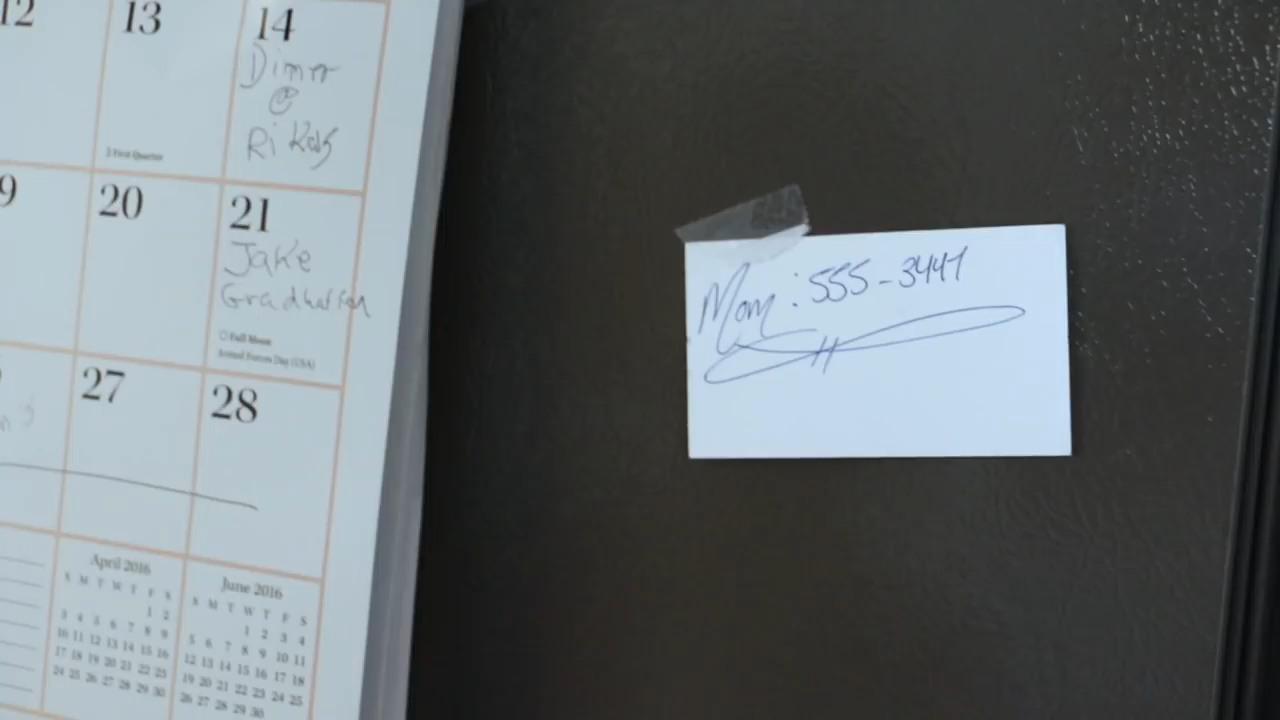 12
13
14
Dinner
@
Rikas
First Quarter
9
20
21
Jake
Graduation
Full Moon
Armed Forces Day (USA)
27
28
April 2016
S M T W T F S
1 2
3 4 5 6 7 8 9
10 11 12 13 14 15 16
17 18 19 20 21 22 23
24 25 26 27 28 29 30
June 2016
S M T W T F S
1 2 3 4
5 6 7 8 9 10 11
12 13 14 15 16 17 18
19 20 21 22 23 24 25
26 27 28 29 30
Mom: 555-3447